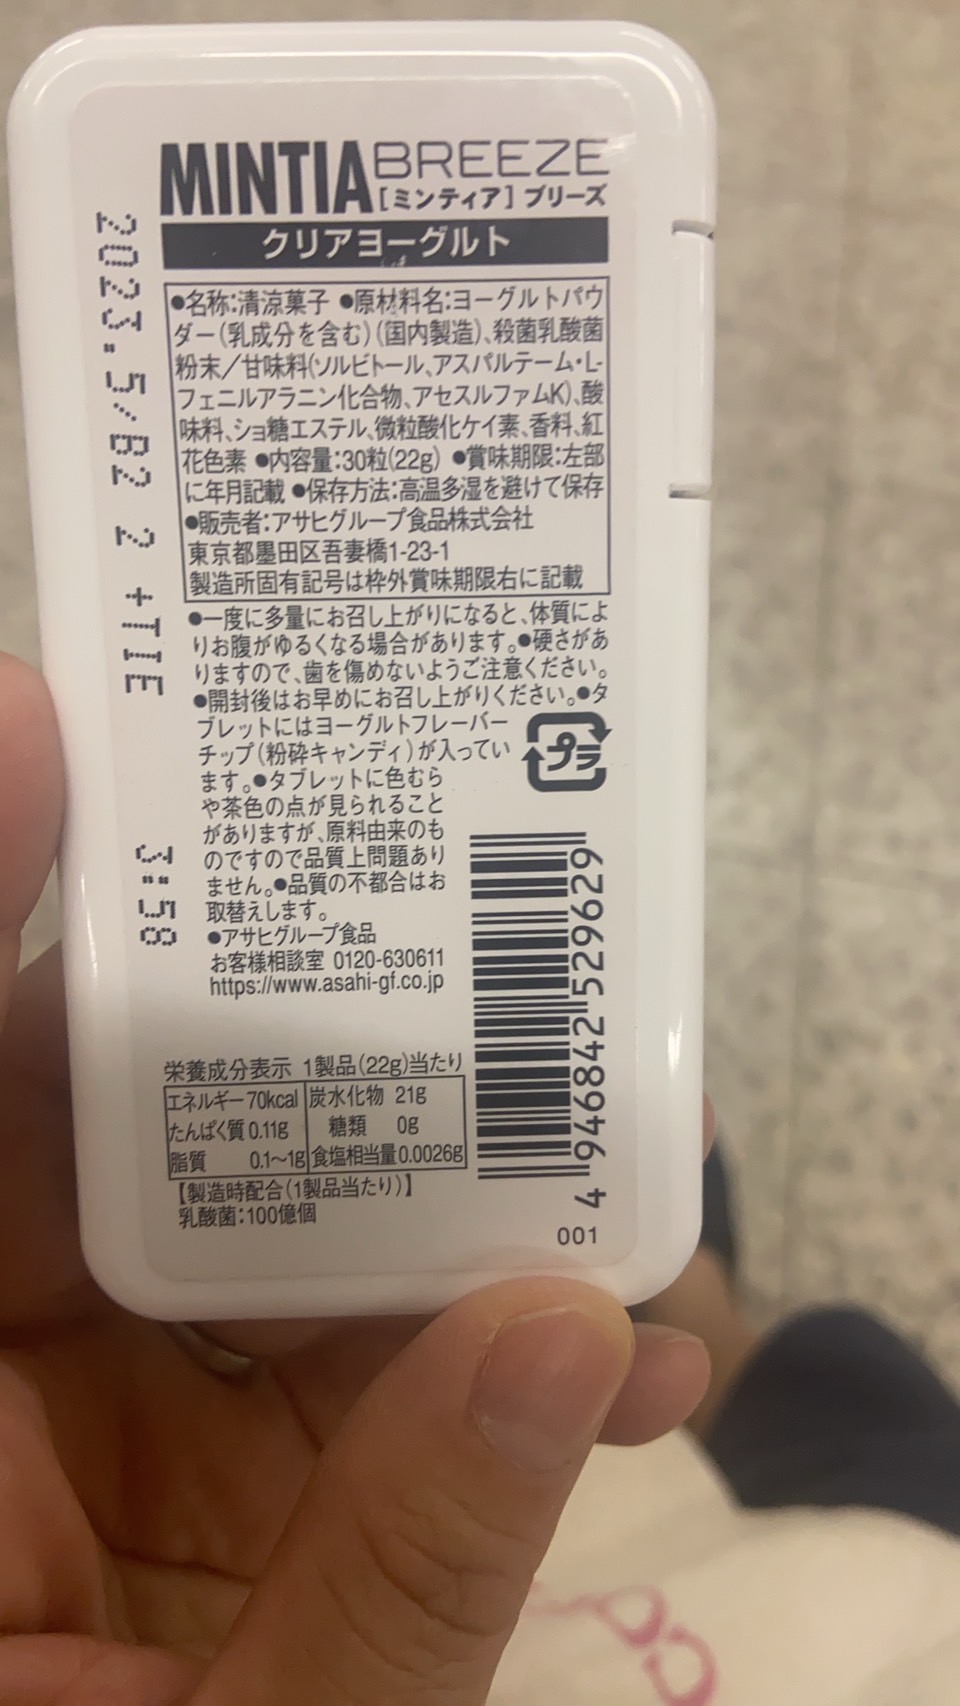 MINTIA BREEZE
[ミンティア] ブリーズ
クリアヨーグルト
●名称:清涼菓子 ●原材料名:ヨーグルトパウ
ダー(乳成分を含む)(国内製造)、殺菌乳酸菌
粉末/甘味料(ソルビトール、アスパルテーム・L-
フェニルアラニン化合物、アセスルファムK)、酸
味料、ショ糖エステル、微粒酸化ケイ素、香料、紅
花色素 ●内容量:30粒(22g) ●賞味期限:左部
に年月記載 ●保存方法:高温多湿を避けて保存
●販売者:アサヒグループ食品株式会社
東京都墨田区吾妻橋1-23-1
製造所固有記号は枠外賞味期限右に記載
●一度に多量にお召し上がりになると、体質によ
りお腹がゆるくなる場合があります。●硬さがあ
りますので、歯を傷めないようご注意ください。
●開封後はお早めにお召し上がりください。●タ
ブレットにはヨーグルトフレーバー
チップ(粉砕キャンディ)が入ってい
ます。●タブレットに色むら
や茶色の点が見られること
がありますが、原料由来のも
のですので品質上問題あり
ません。●品質の不都合はお
取替えします。
●アサヒグループ食品
お客様相談室 0120-630611
https://www.asahi-gf.co.jp
プラ
栄養成分表示 1製品(22g)当たり
エネルギー 70kcal 炭水化物 21g
たんぱく質 0.11g 糖類 0g
脂質 0.1〜1g 食塩相当量 0.0026g
【製造時配合(1製品当たり)】
乳酸菌:100億個
4 946842 529629
001
2023. 5/B2 2 +TTE 3:58